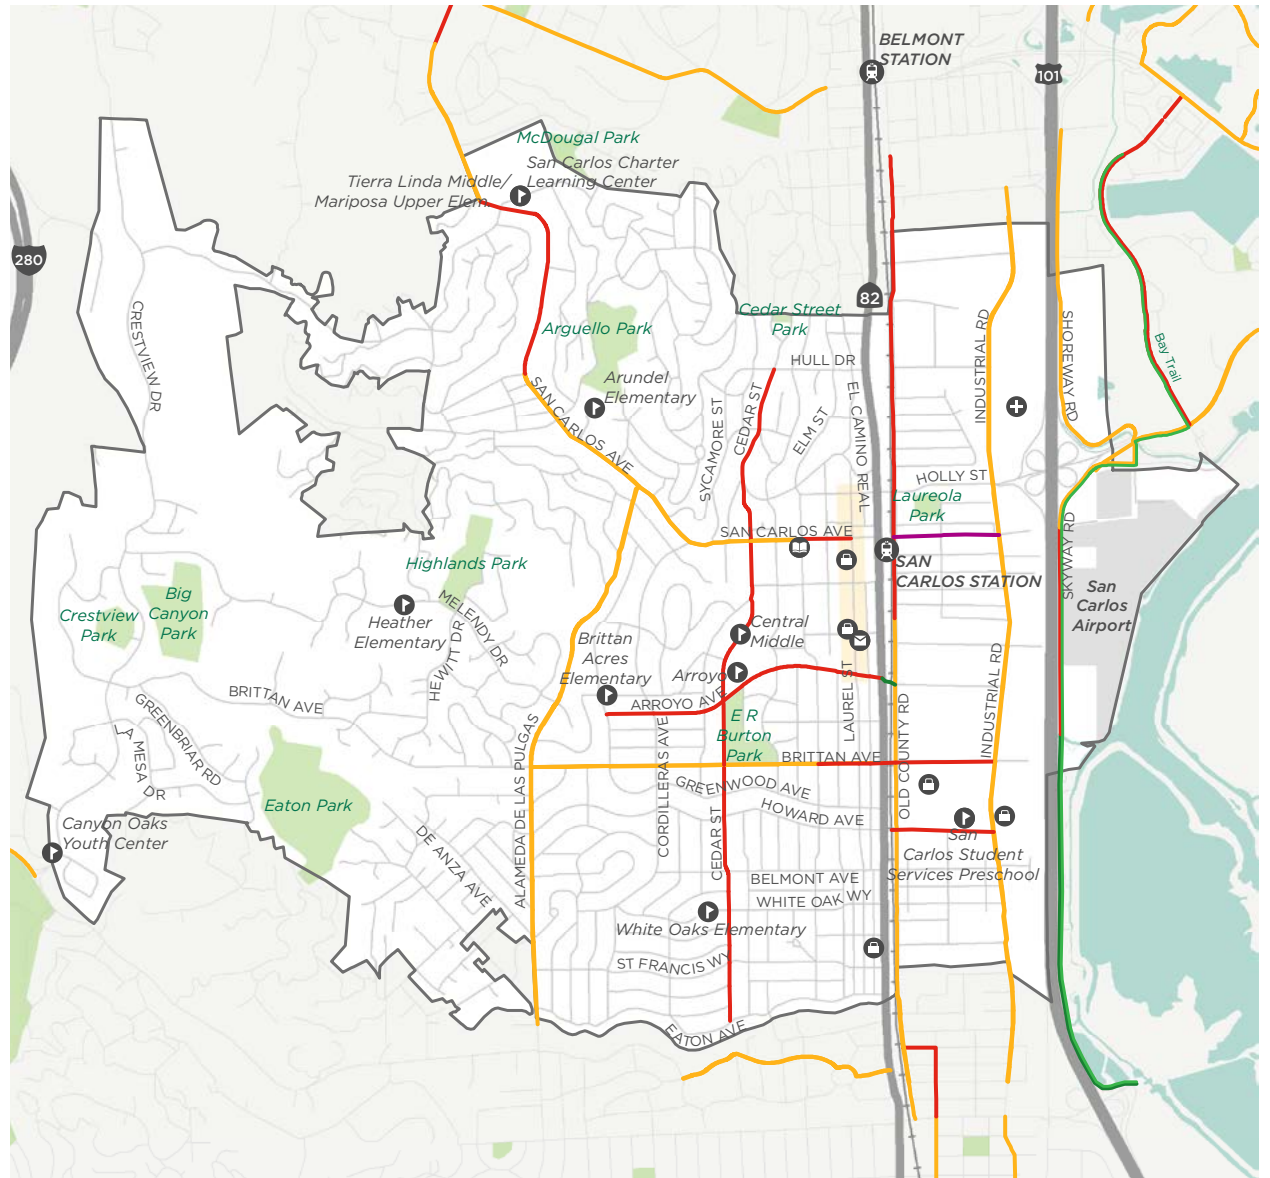 BELMONT
STATION
101
McDougal Park
San Carlos Charter
Learning Center
Tierra Linda Middle/
Mariposa Upper Elem.
280
82
CRESTVIEW DR
Arguello Park
Cedar Street
Park
HULL DR
INDUSTRIAL RD
SHOREWAY RD
Bay Trail
Arundel
Elementary
SAN CARLOS AVE
SYCAMORE ST
CEDAR ST
ELM ST
EL CAMINO REAL
HOLLY ST
Laureola
Park
SAN CARLOS AVE
SAN
CARLOS STATION
SKYWAY RD
San
Carlos
Airport
Highlands Park
Big
Canyon
Park
Crestview
Park
Heather
Elementary
MELENDY DR
HEWITT DR
Brittan
Acres
Elementary
Central
Middle
Arroyo
ARROYO AVE
LAUREL ST
BRITTAN AVE
GREENBRIAR RD
LA MESA DR
E R
Burton
Park
OLD COUNTY RD
INDUSTRIAL RD
ALAMEDA DE LAS PULGAS
CORDILLERAS AVE
BRITTAN AVE
GREENWOOD AVE
HOWARD AVE
Eaton Park
Canyon Oaks
Youth Center
DE ANZA AVE
CEDAR ST
San
Carlos Student
Services Preschool
BELMONT AVE
WHITE OAK WY
White Oaks Elementary
ST FRANCIS WY
EATON AVE